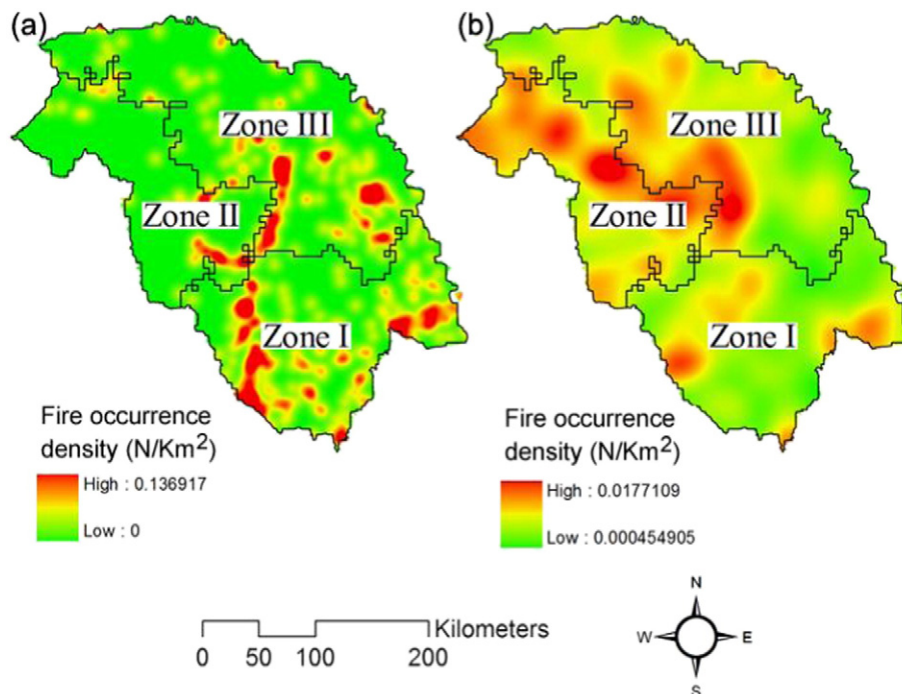 (a)
(b)
Zone III
Zone II
Zone I
Zone III
Zone II
Zone I
Fire occurrence
density (N/Km²)
High : 0.136917
Low : 0
Fire occurrence
density (N/Km²)
High : 0.0177109
Low : 0.000454905
Kilometers
0 50 100 200
N
W E
S